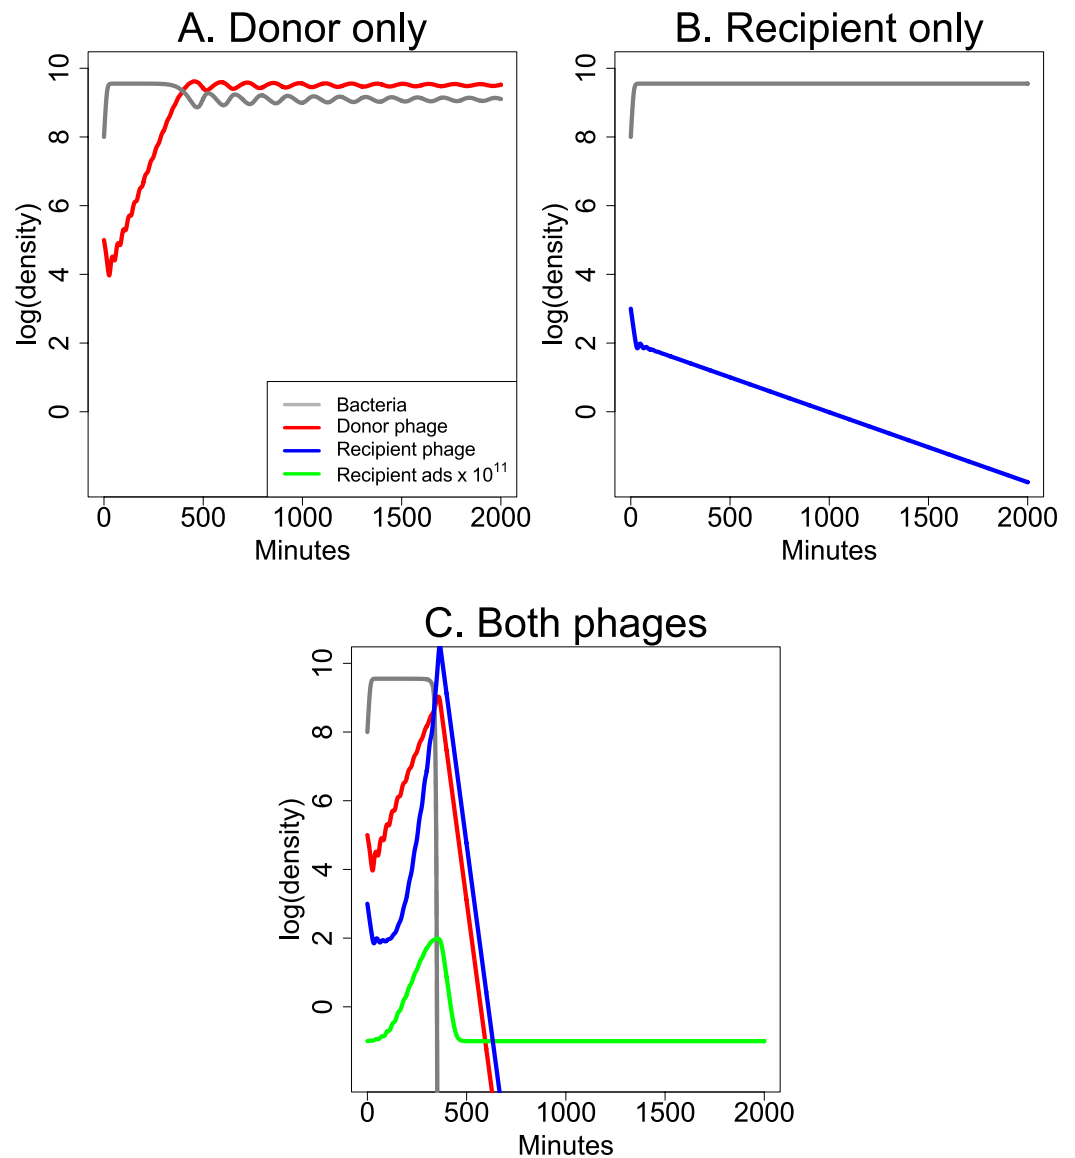 A. Donor only
10
8
6
4
2
0
log(density)
0 500 1000 1500 2000
Minutes
Bacteria
Donor phage
Recipient phage
Recipient ads x 10¹¹
B. Recipient only
10
8
6
4
2
0
log(density)
0 500 1000 1500 2000
Minutes
C. Both phages
10
8
6
4
2
0
log(density)
0 500 1000 1500 2000
Minutes